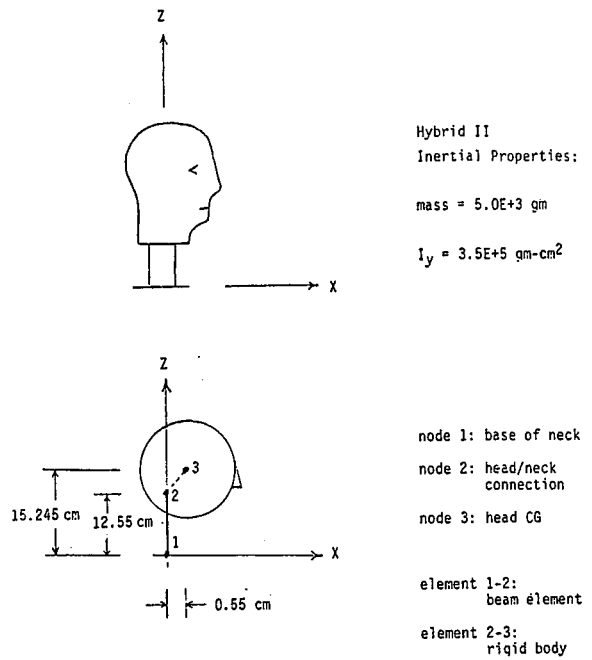 Z
X
Hybrid II
Inertial Properties:
mass = 5.0E+3 gm
Iy = 3.5E+5 gm-cm2
Z
3
2
1
X
15.245 cm
12.55 cm
0.55 cm
node 1: base of neck
node 2: head/neck
connection
node 3: head CG
element 1-2:
beam element
element 2-3:
rigid body